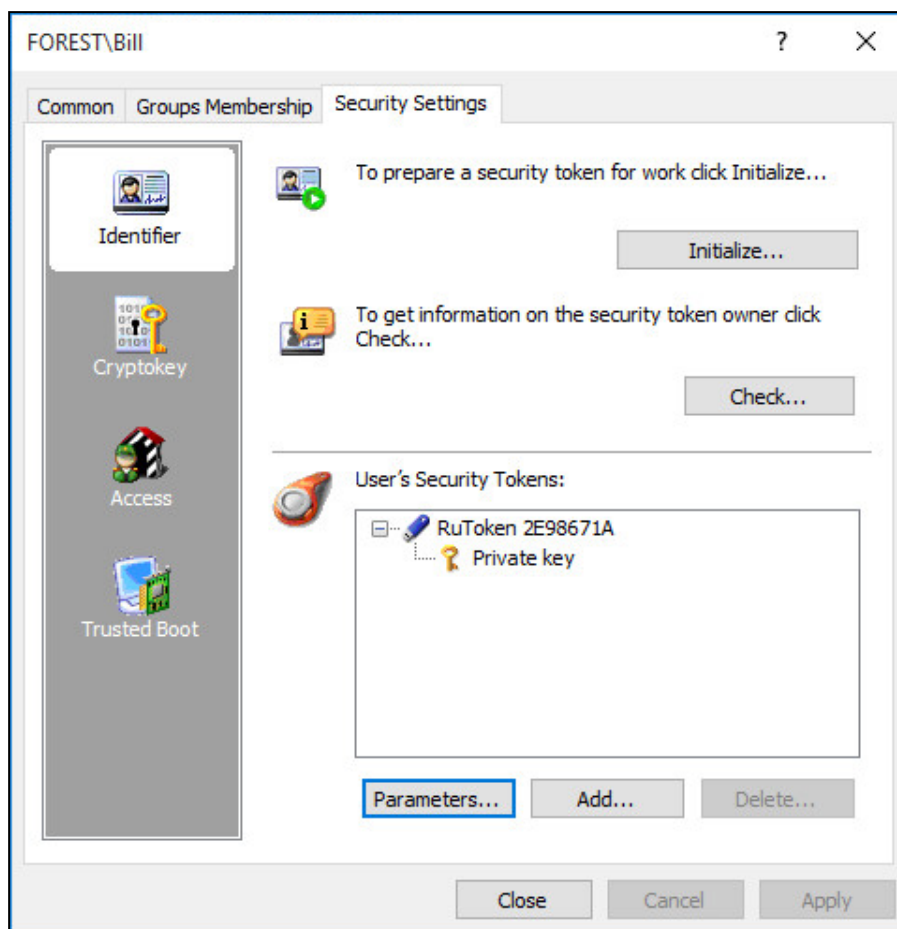 FOREST\Bill
Common
Groups Membership
Security Settings
Identifier
Cryptokey
Access
Trusted Boot
To prepare a security token for work click Initialize...
Initialize...
To get information on the security token owner click
Check...
Check...
User's Security Tokens:
RuToken 2E98671A
Private key
Parameters...
Add...
Delete...
Close
Cancel
Apply